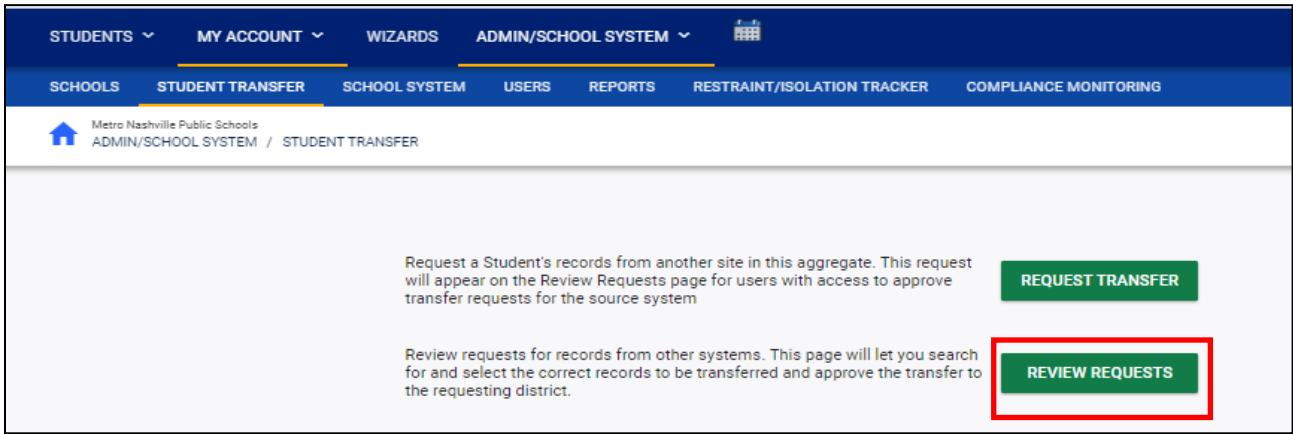 STUDENTS MY ACCOUNT WIZARDS ADMIN/SCHOOL SYSTEM
SCHOOLS STUDENT TRANSFER SCHOOL SYSTEM USERS REPORTS RESTRAINT/ISOLATION TRACKER COMPLIANCE MONITORING
Metro Nashville Public Schools
ADMIN/SCHOOL SYSTEM / STUDENT TRANSFER
Request a Student's records from another site in this aggregate. This request
will appear on the Review Requests page for users with access to approve
transfer requests for the source system
REQUEST TRANSFER
Review requests for records from other systems. This page will let you search
for and select the correct records to be transferred and approve the transfer to
the requesting district.
REVIEW REQUESTS